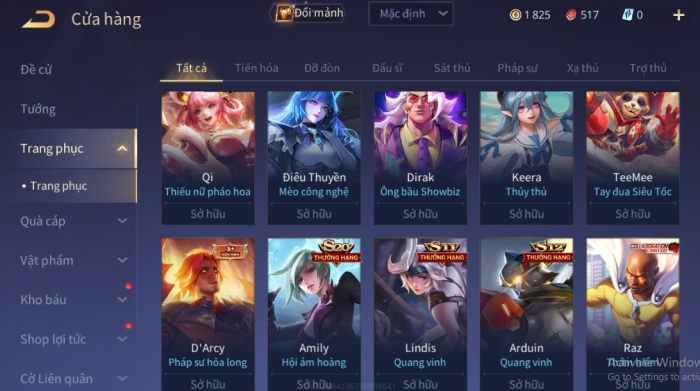 Cửa hàng
Đổi mảnh
Mặc định
1 825
517
0
Đề cử
Tướng
Trang phục
• Trang phục
Quà cáp
Vật phẩm
Kho báu
Shop lợi tức
Cờ Liên quân
Tất cả Tiến hóa Đỡ đòn Đấu sĩ Sát thủ Pháp sư Xạ thủ Trợ thủ
Qi
Thiếu nữ pháo hoa
Sở hữu
Điêu Thuyền
Mèo công nghệ
Sở hữu
Dirak
Ông bầu Showbiz
Sở hữu
Keera
Thủy thủ
Sở hữu
TeeMee
Tay đua Siêu Tốc
Sở hữu
S+
HỮU HẠN
D'Arcy
Pháp sư hỏa long
Sở hữu
S20
THƯỞNG HẠNG
Amily
Hội ám hoàng
Sở hữu
S11
THƯỞNG HẠNG
Lindis
Quang vinh
Sở hữu
S12
THƯỞNG HẠNG
Arduin
Quang vinh
Sở hữu
LIMITED
Raz
Sở hữu
Window
Go to Settings to activ